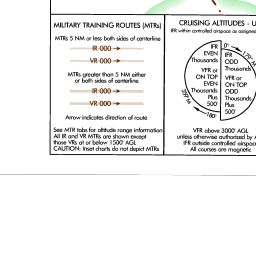 MILITARY TRAINING ROUTES (MTRs)
MTRs 5 NM or less both sides of centerline
IR 000
VR 000
MTRs greater than 5 NM either
or both sides of centerline
IR 000
VR 000
Arrow indicates direction of route
See MTR tabs for altitude range information
All IR and VR MTRs are shown except
those VRs at or below 1500' AGL
CAUTION: Inset charts do not depict MTRs
CRUISING ALTITUDES - U
IFR within controlled airspace as assigned
IFR
EVEN
Thousands
VFR or
ON TOP
EVEN
Thousands
Plus
500'
0°
179° M
IFR
ODD
Thousands
VFR or
ON TOP
ODD
Thousands
Plus
500'
359° M
180°
VFR above 3000' AGL
unless otherwise authorized by A
IFR outside controlled airspa
All courses are magnetic